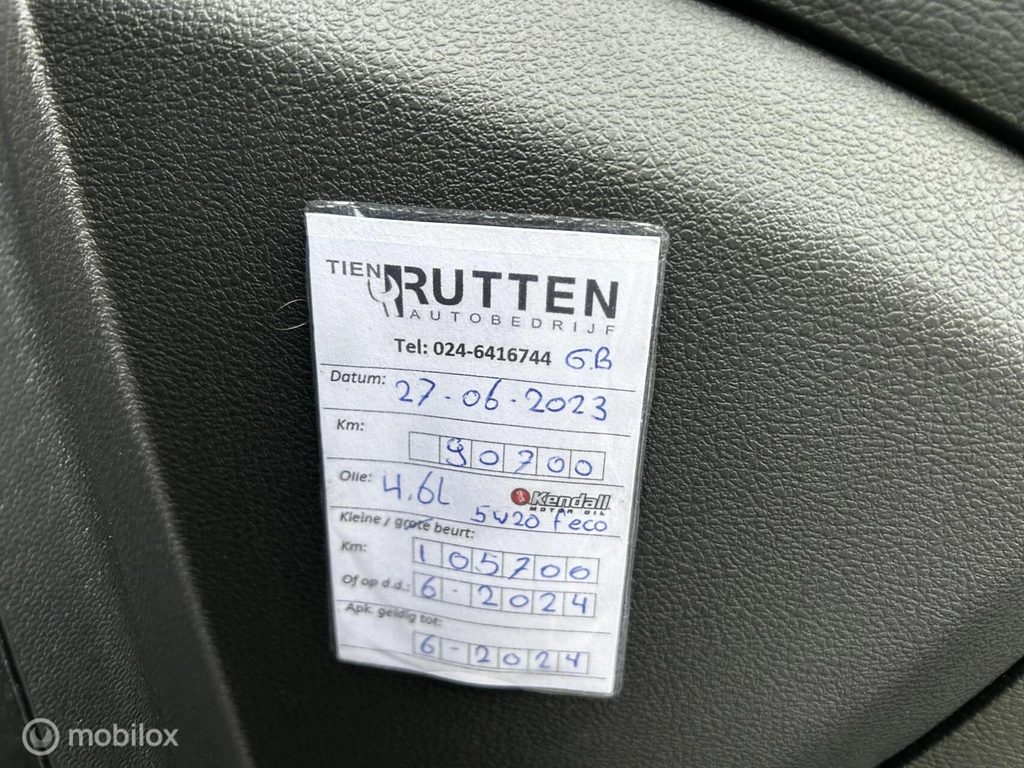 TIEN RUTTEN
AUTOBEDRIJF
Tel: 024-6416744 G.B
Datum: 27-06-2023
Km: 90700
Olie: 4,6L Kendall
MOTOR OIL
5W20 feco
Kleine / grote beurt:
Km: 105700
Of op d.d.: 6-2024
Apk. geldig tot:
6-2024
mobilox